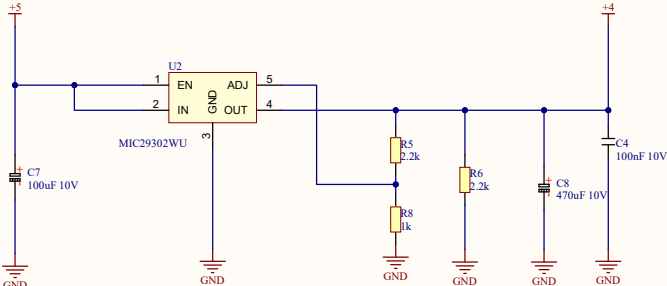 +5
+4
U2
1
EN
ADJ
5
2
IN
GND
OUT
4
3
MIC29302WU
C7
100uF 10V
R5
2.2k
R6
2.2k
R8
1k
C8
470uF 10V
C4
100nF 10V
GND
GND
GND
GND
GND
GND